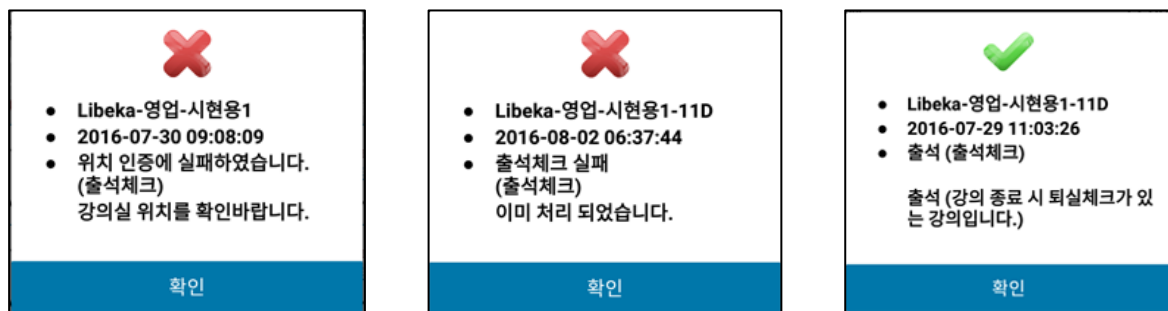 Libeka-영업-시현용1
2016-07-30 09:08:09
위치 인증에 실패하였습니다.
(출석체크)
강의실 위치를 확인바랍니다.
확인
Libeka-영업-시현용1-11D
2016-08-02 06:37:44
출석체크 실패
(출석체크)
이미 처리 되었습니다.
확인
Libeka-영업-시현용1-11D
2016-07-29 11:03:26
출석 (출석체크)
출석 (강의 종료 시 퇴실체크가 있
는 강의입니다.)
확인